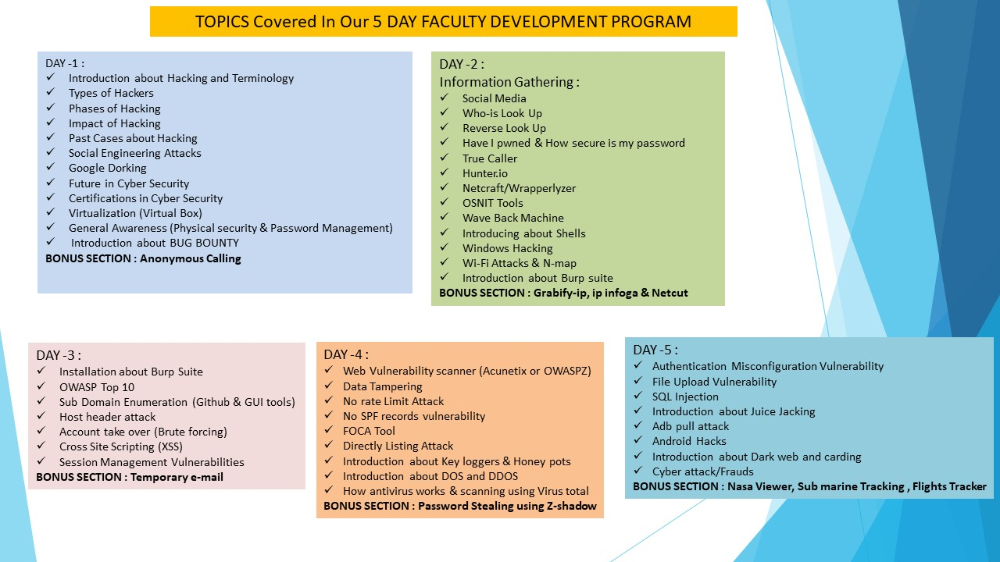 TOPICS Covered In Our 5 DAY FACULTY DEVELOPMENT PROGRAM
DAY -1 :
✓ Introduction about Hacking and Terminology
✓ Types of Hackers
✓ Phases of Hacking
✓ Impact of Hacking
✓ Past Cases about Hacking
✓ Social Engineering Attacks
✓ Google Dorking
✓ Future in Cyber Security
✓ Certifications in Cyber Security
✓ Virtualization (Virtual Box)
✓ General Awareness (Physical security & Password Management)
✓ Introduction about BUG BOUNTY
BONUS SECTION : Anonymous Calling
DAY -2 :
Information Gathering :
✓ Social Media
✓ Who-is Look Up
✓ Reverse Look Up
✓ Have I pwned & How secure is my password
✓ True Caller
✓ Hunter.io
✓ Netcraft/Wrapperlyzer
✓ OSNIT Tools
✓ Wave Back Machine
✓ Introducing about Shells
✓ Windows Hacking
✓ Wi-Fi Attacks & N-map
✓ Introduction about Burp suite
BONUS SECTION : Grabify-ip, ip infoga & Netcut
DAY -3 :
✓ Installation about Burp Suite
✓ OWASP Top 10
✓ Sub Domain Enumeration (Github & GUI tools)
✓ Host header attack
✓ Account take over (Brute forcing)
✓ Cross Site Scripting (XSS)
✓ Session Management Vulnerabilities
BONUS SECTION : Temporary e-mail
DAY -4 :
✓ Web Vulnerability scanner (Acunetix or OWASPZ)
✓ Data Tampering
✓ No rate Limit Attack
✓ No SPF records vulnerability
✓ FOCA Tool
✓ Directly Listing Attack
✓ Introduction about Key loggers & Honey pots
✓ Introduction about DOS and DDOS
✓ How antivirus works & scanning using Virus total
BONUS SECTION : Password Stealing using Z-shadow
DAY -5 :
✓ Authentication Misconfiguration Vulnerability
✓ File Upload Vulnerability
✓ SQL Injection
✓ Introduction about Juice Jacking
✓ Adb pull attack
✓ Android Hacks
✓ Introduction about Dark web and carding
✓ Cyber attack/Frauds
BONUS SECTION : Nasa Viewer, Sub marine Tracking , Flights Tracker